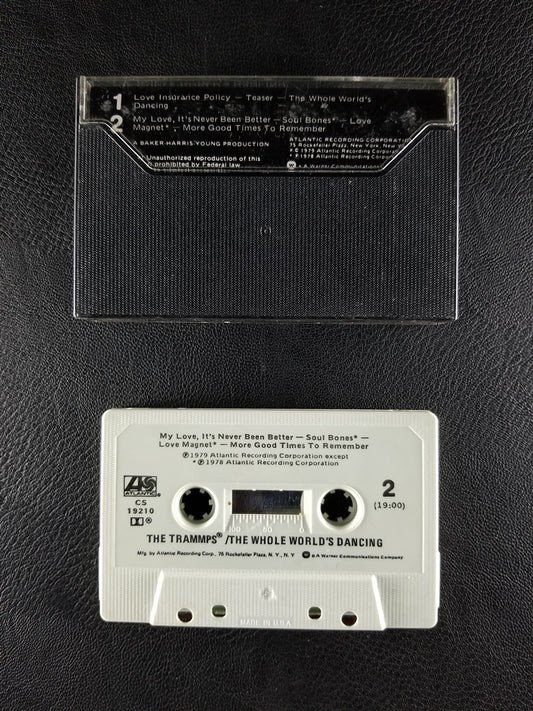 1 Love Insurance Policy — Teaser — The Whole World's
Dancing
2 My Love, It's Never Been Better — Soul Bones* — Love
Magnet* — More Good Times To Remember
A BAKER-HARRIS-YOUNG PRODUCTION
Unauthorized reproduction of this
prohibited by Federal law
ATLANTIC RECORDING CORPORATION
75 Rockefeller Plaza, New York, New
℗ © 1979 Atlantic Recording Corporation
* ℗ 1978 Atlantic Recording Corporation
A Warner Communications
My Love, It's Never Been Better — Soul Bones* —
Love Magnet* — More Good Times To Remember
℗ 1979 Atlantic Recording Corporation except
* ℗ 1978 Atlantic Recording Corporation
ATLANTIC
CS
19210
2
(19:00)
100 50 0
THE TRAMMPS® /THE WHOLE WORLD'S DANCING
Mfg. by Atlantic Recording Corp., 75 Rockefeller Plaza, N. Y., N. Y. A Warner Communications Company
MADE IN U.S.A